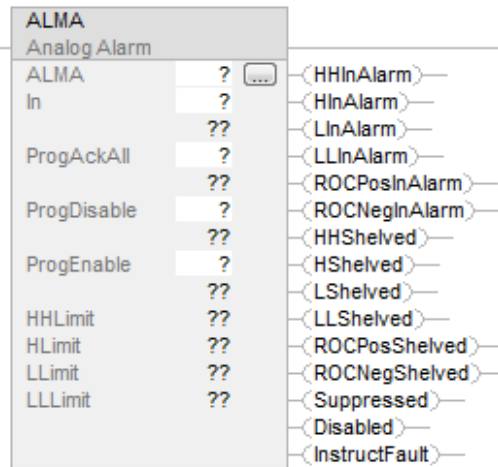 ALMA
Analog Alarm
ALMA ? ... HHInAlarm
In ? HInAlarm
?? LInAlarm
ProgAckAll ? LLInAlarm
?? ROCPosInAlarm
ProgDisable ? ROCNegInAlarm
?? HHShelved
ProgEnable ? HShelved
?? LShelved
HHLimit ?? LLShelved
HLimit ?? ROCPosShelved
LLimit ?? ROCNegShelved
LLLimit ?? Suppressed
Disabled
InstructFault